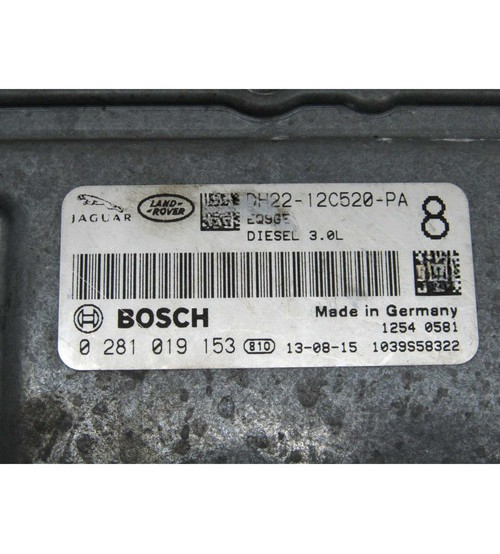 JAGUAR
LAND-
-ROVER
DH22-12C520-PA
8
EQ9GE
DIESEL 3.0L
BOSCH
Made in Germany
1254 0581
0 281 019 153 810 13-08-15 1039S58322